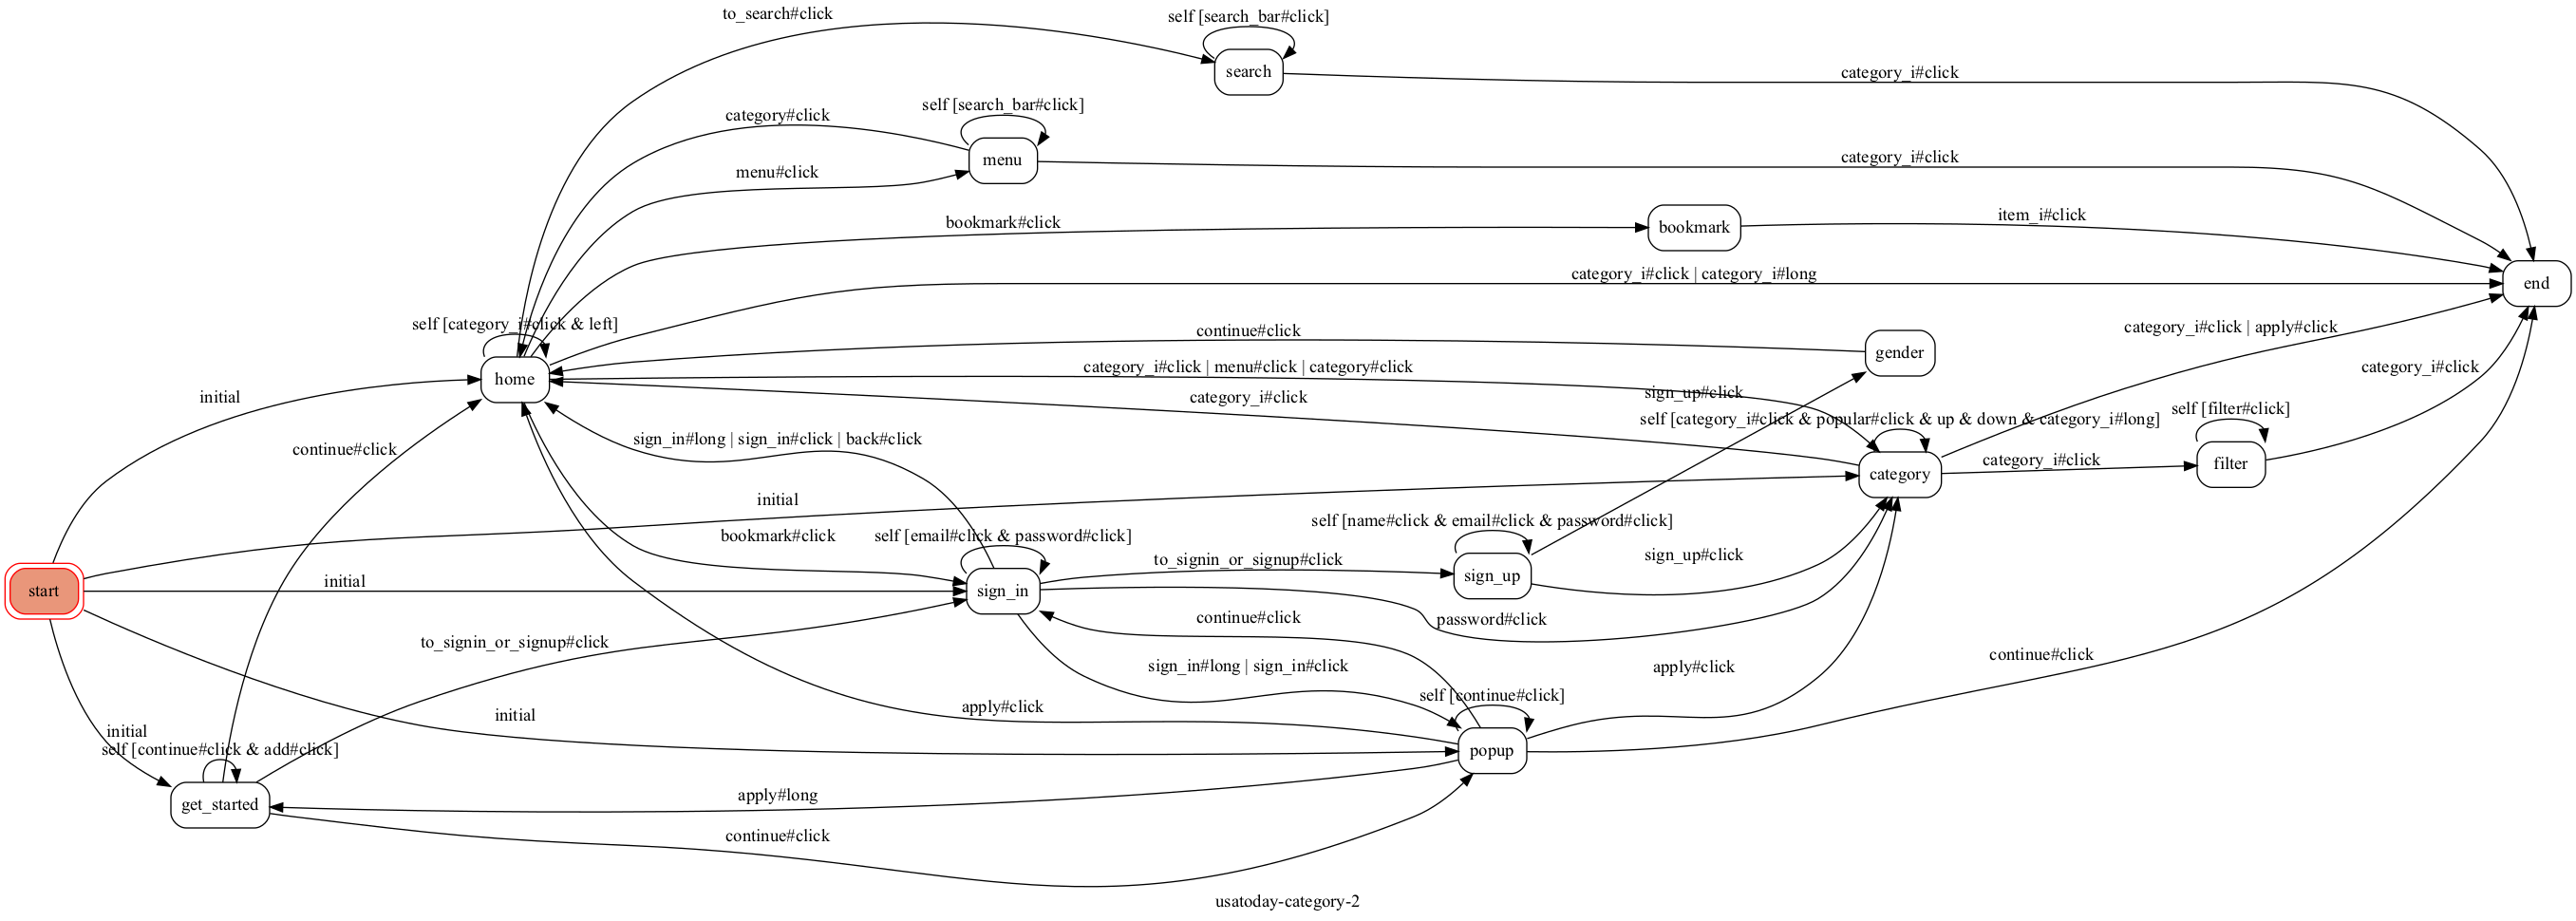 to_search#click
self [search_bar#click]
search
category_i#click
self [search_bar#click]
category#click
menu
category_i#click
menu#click
bookmark#click
bookmark
item_i#click
category_i#click | category_i#long
end
self [category_i#click & left]
home
continue#click
gender
category_i#click | apply#click
category_i#click | menu#click | category#click
category_i#click
sign_up#click
category_i#click
initial
self [category_i#click & popular#click & up & down & category_i#long]
self [filter#click]
sign_in#long | sign_in#click | back#click
continue#click
category
category_i#click
filter
initial
bookmark#click
self [email#click & password#click]
self [name#click & email#click & password#click]
sign_up#click
to_signin_or_signup#click
sign_up
start
initial
sign_in
continue#click
password#click
to_signin_or_signup#click
sign_in#long | sign_in#click
apply#click
continue#click
self [continue#click]
apply#click
initial
initial
self [continue#click & add#click]
popup
get_started
apply#long
continue#click
usatoday-category-2